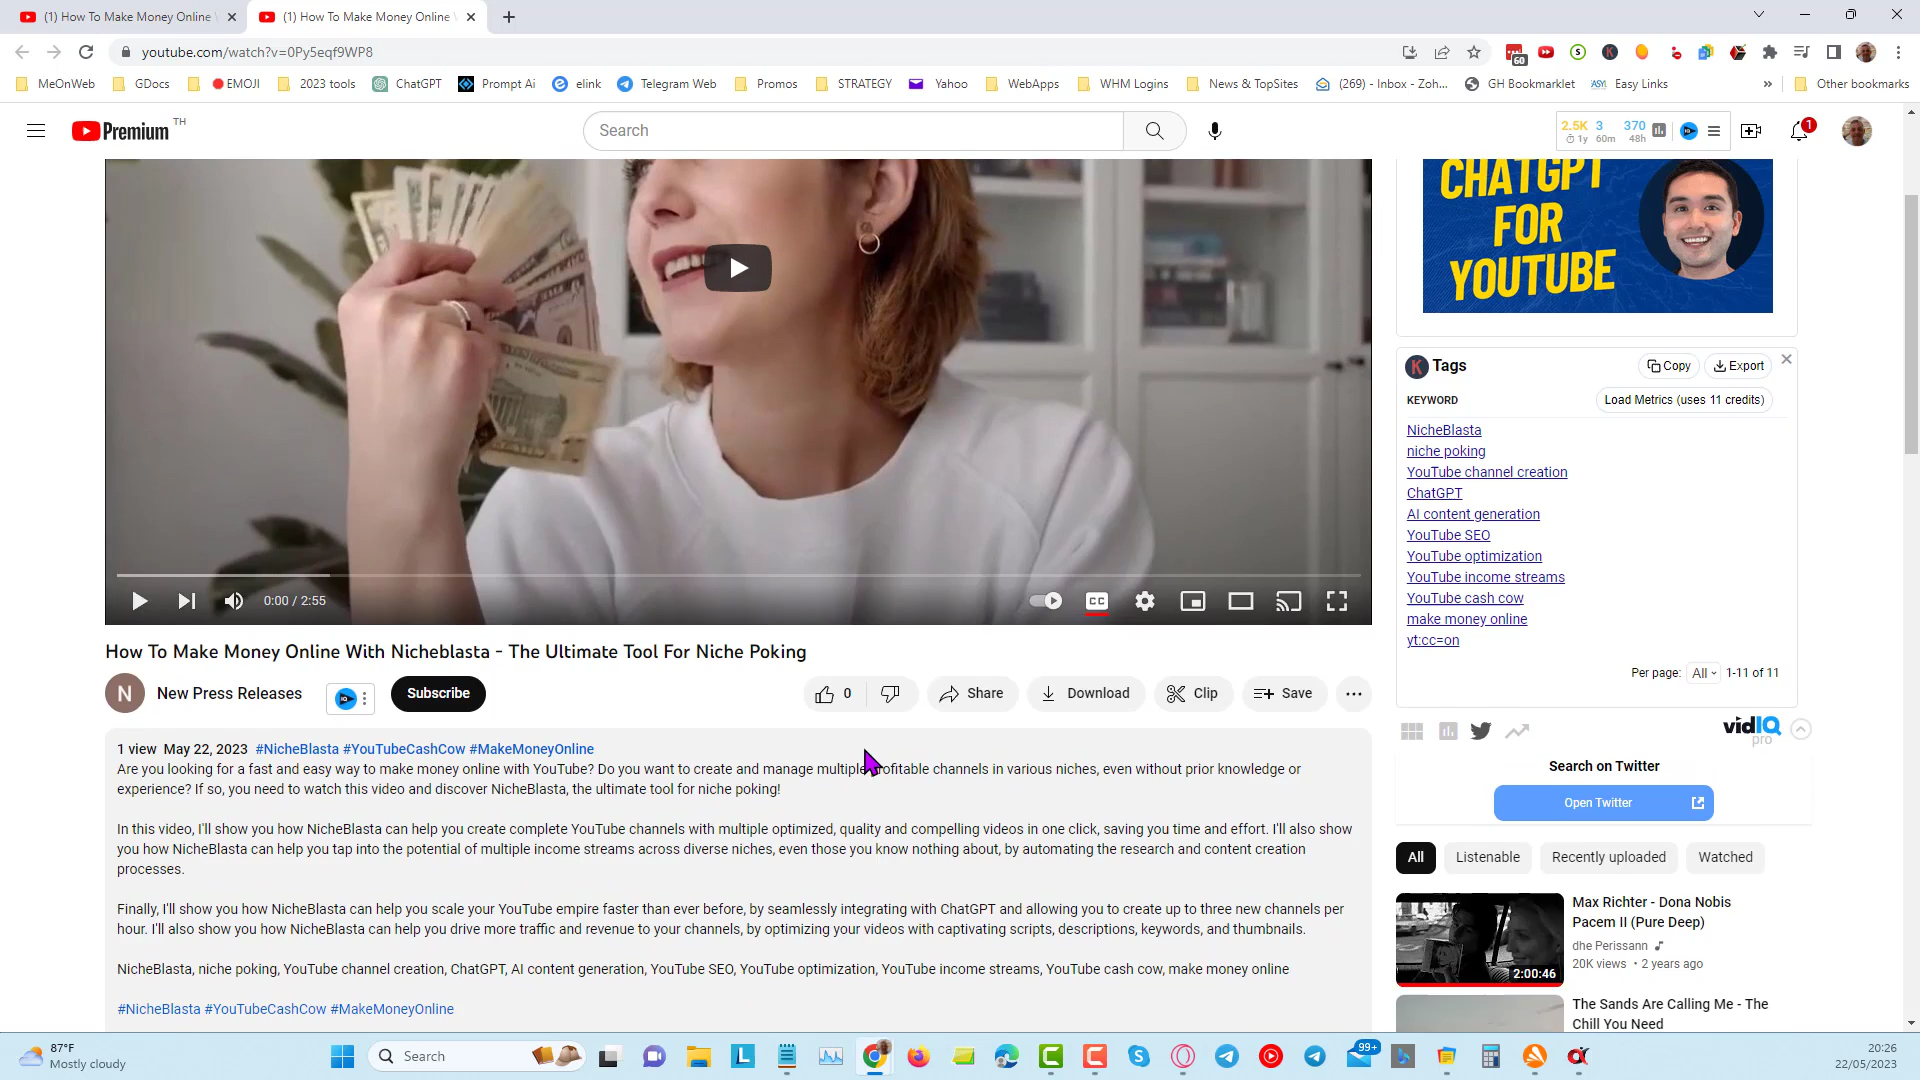 (1) How To Make Money Online
(1) How To Make Money Online
youtube.com/watch?v=0Py5eqf9WP8
60
MeOnWeb
GDocs
EMOJI
2023 tools
ChatGPT
Prompt Ai
elink
Telegram Web
Promos
STRATEGY
Yahoo
WebApps
WHM Logins
News & TopSites
(269) - Inbox - Zoh...
GH Bookmarklet
Easy Links
»
Other bookmarks
Premium TH
Search
2.5K 3 370
1y 60m 48h
1
CHATGPT
FOR
YOUTUBE
0:00 / 2:55
CC
Tags
Copy
Export
KEYWORD
Load Metrics (uses 11 credits)
NicheBlasta
niche poking
YouTube channel creation
ChatGPT
AI content generation
YouTube SEO
YouTube optimization
YouTube income streams
YouTube cash cow
make money online
yt:cc=on
Per page: All 1-11 of 11
How To Make Money Online With Nicheblasta - The Ultimate Tool For Niche Poking
N
New Press Releases
Subscribe
0
Share
Download
Clip
Save
1 view May 22, 2023 #NicheBlasta #YouTubeCashCow #MakeMoneyOnline
Are you looking for a fast and easy way to make money online with YouTube? Do you want to create and manage multiple profitable channels in various niches, even without prior knowledge or
experience? If so, you need to watch this video and discover NicheBlasta, the ultimate tool for niche poking!
In this video, I'll show you how NicheBlasta can help you create complete YouTube channels with multiple optimized, quality and compelling videos in one click, saving you time and effort. I'll also show
you how NicheBlasta can help you tap into the potential of multiple income streams across diverse niches, even those you know nothing about, by automating the research and content creation
processes.
Finally, I'll show you how NicheBlasta can help you scale your YouTube empire faster than ever before, by seamlessly integrating with ChatGPT and allowing you to create up to three new channels per
hour. I'll also show you how NicheBlasta can help you drive more traffic and revenue to your channels, by optimizing your videos with captivating scripts, descriptions, keywords, and thumbnails.
NicheBlasta, niche poking, YouTube channel creation, ChatGPT, AI content generation, YouTube SEO, YouTube optimization, YouTube income streams, YouTube cash cow, make money online
#NicheBlasta #YouTubeCashCow #MakeMoneyOnline
vidIQ
pro
Search on Twitter
Open Twitter
All
Listenable
Recently uploaded
Watched
Max Richter - Dona Nobis
Pacem II (Pure Deep)
dhe Perissann
20K views • 2 years ago
2:00:46
The Sands Are Calling Me - The
Chill You Need
87°F
Mostly cloudy
Search
99+
20:26
22/05/2023